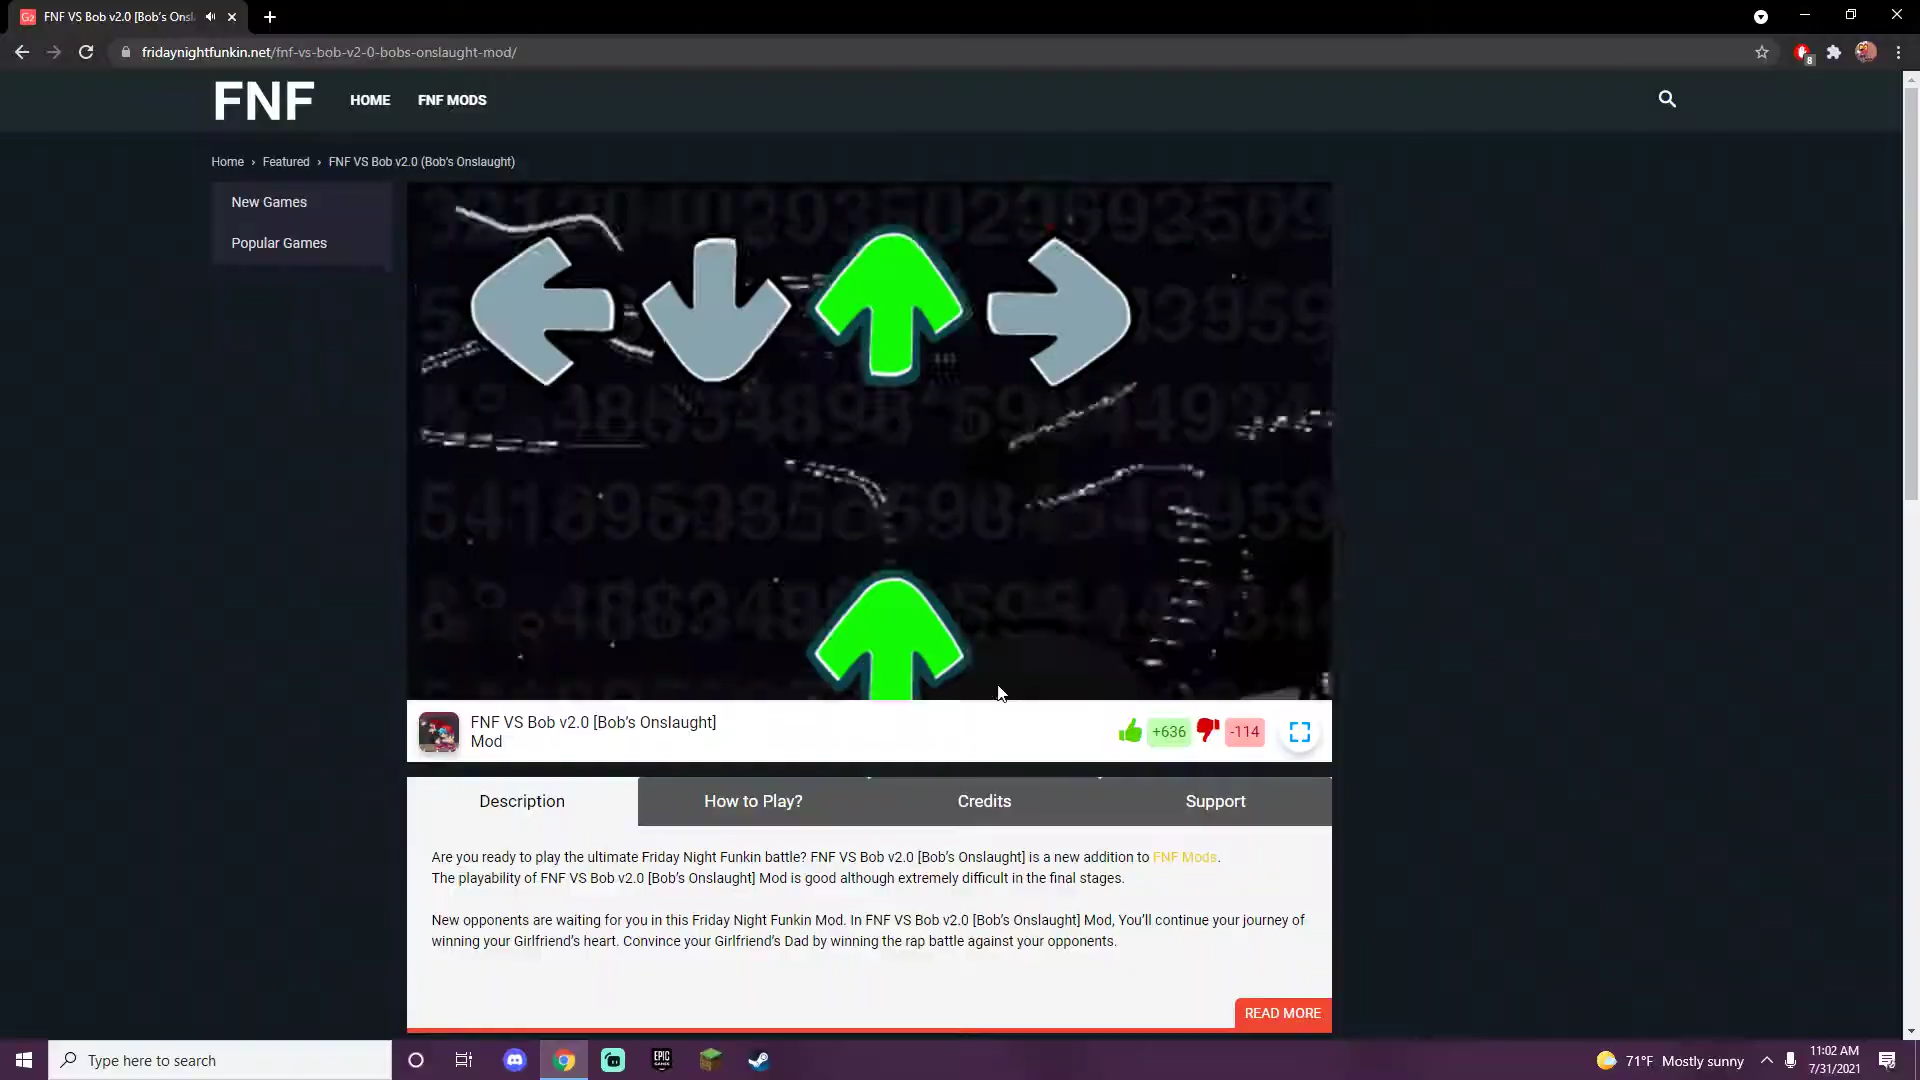 FNF VS Bob v2.0 [Bob's Onsl
fridaynightfunkin.net/fnf-vs-bob-v2-0-bobs-onslaught-mod/
8
FNF
HOME
FNF MODS
Home › Featured › FNF VS Bob v2.0 (Bob's Onslaught)
New Games
Popular Games
FNF VS Bob v2.0 [Bob's Onslaught]
Mod
+636
-114
Description
How to Play?
Credits
Support
Are you ready to play the ultimate Friday Night Funkin battle? FNF VS Bob v2.0 [Bob's Onslaught] is a new addition to FNF Mods.
The playability of FNF VS Bob v2.0 [Bob's Onslaught] Mod is good although extremely difficult in the final stages.
New opponents are waiting for you in this Friday Night Funkin Mod. In FNF VS Bob v2.0 [Bob's Onslaught] Mod, You'll continue your journey of
winning your Girlfriend's heart. Convince your Girlfriend's Dad by winning the rap battle against your opponents.
READ MORE
Type here to search
EPIC
GAMES
71°F Mostly sunny
11:02 AM
7/31/2021